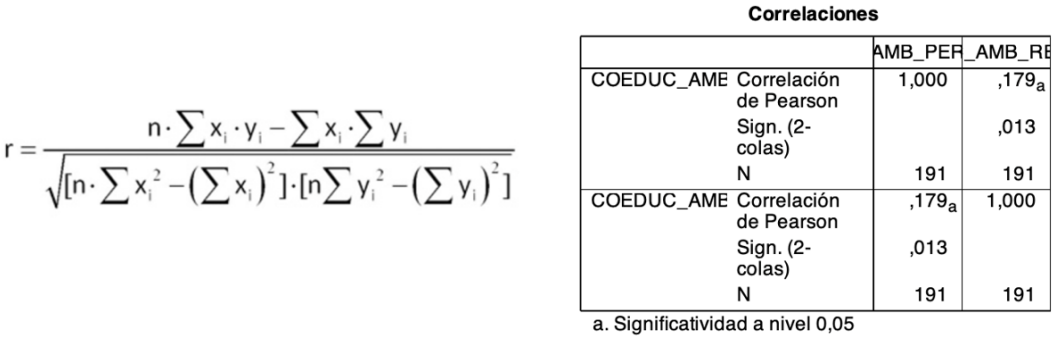 r = n·∑xᵢ·yᵢ−∑xᵢ·∑yᵢ / √[n·∑xᵢ²−(∑xᵢ)²]·[n∑yᵢ²−(∑yᵢ)²]
Correlaciones
AMB_PER _AMB_RE
COEDUC_AMB Correlación 1,000 ,179a
de Pearson
Sign. (2- ,013
colas)
N 191 191
COEDUC_AMB Correlación ,179a 1,000
de Pearson
Sign. (2- ,013
colas)
N 191 191
a. Significatividad a nivel 0,05